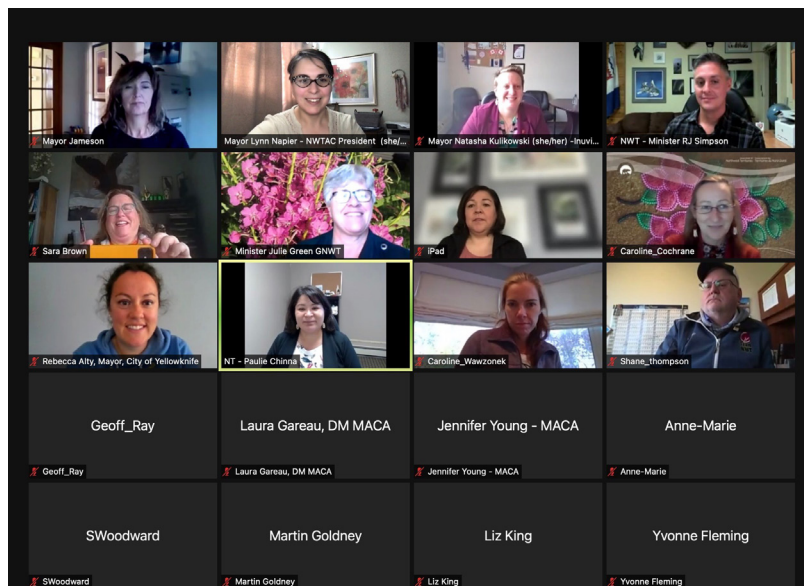 Mayor Jameson
Mayor Lynn Napier - NWTAC President (she/...
Mayor Natasha Kulikowski (she/her) -Inuvi...
NWT - Minister RJ Simpson
Sara Brown
Minister Julie Green GNWT
iPad
Caroline_Cochrane
Rebecca Alty, Mayor, City of Yellowknife
NT - Paulie Chinna
Caroline_Wawzonek
Shane_thompson
Geoff_Ray
Laura Gareau, DM MACA
Jennifer Young - MACA
Anne-Marie
Geoff_Ray
Laura Gareau, DM MACA
Jennifer Young - MACA
Anne-Marie
SWoodward
Martin Goldney
Liz King
Yvonne Fleming
SWoodward
Martin Goldney
Liz King
Yvonne Fleming